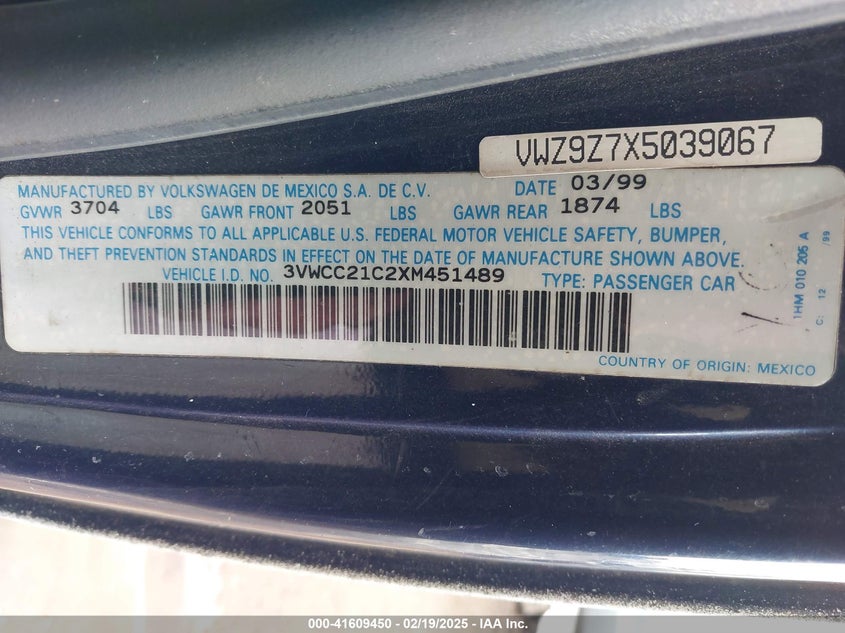 VWZ9Z7X5039067
MANUFACTURED BY VOLKSWAGEN DE MEXICO S.A. DE C.V. DATE 03/99
GVWR 3704 LBS GAWR FRONT 2051 LBS GAWR REAR 1874 LBS
THIS VEHICLE CONFORMS TO ALL APPLICABLE U.S. FEDERAL MOTOR VEHICLE SAFETY, BUMPER,
AND THEFT PREVENTION STANDARDS IN EFFECT ON THE DATE OF MANUFACTURE SHOWN ABOVE.
VEHICLE I.D. NO. 3VWCC21C2XM451489 TYPE: PASSENGER CAR
COUNTRY OF ORIGIN: MEXICO
1HM 010 205 A
C: 12 /99
000-41609450 - 02/19/2025 - IAA Inc.